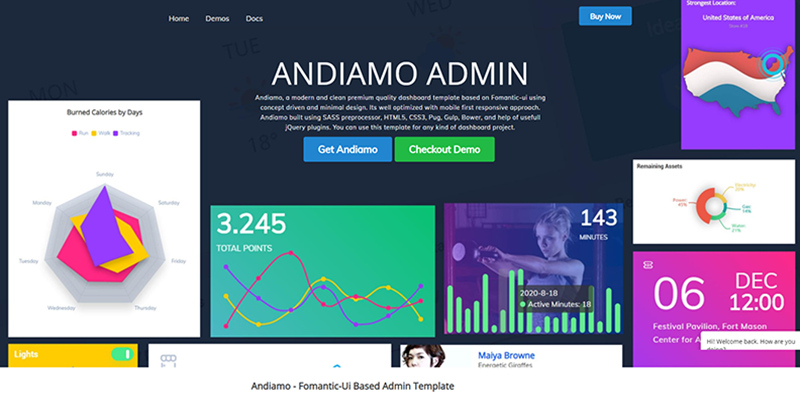 Home Demos Docs
Buy Now
Strongest Location:
United States of America
TUE
MON
18°
ANDIAMO ADMIN
Andiamo, a modern and clean premium quality dashboard template based on Fomantic-ui using
concept driven and minimal design. Its well optimized with mobile first responsive approach.
Andiamo built using SASS preprocessor, HTML5, CSS3, Pug, Gulp, Bower, and help of usefull
jQuery plugins. You can use this template for any kind of dashboard project.
Get Andiamo Checkout Demo
Burned Calories by Days
Run Walk Tracking
Sunday
Monday Saturday
Tuesday Friday
Wednesday Thursday
3.245
TOTAL POINTS
143
MINUTES
2020-8-18
Active Minutes: 18
Remaining Assets
Power:
Electricity:
Gas:
Water:
21%
06 DEC
12:00
Festival Pavilion, Fort Mason
Center for A
Hi! Welcome back. How are you
doing?
Lights
Maiya Browne
Energetic Giraffes
Andiamo - Fomantic-Ui Based Admin Template